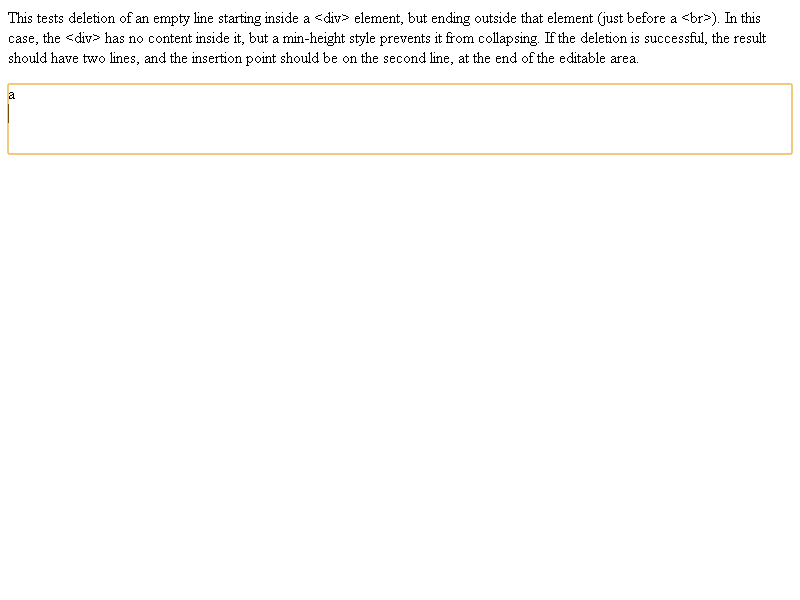 This tests deletion of an empty line starting inside a <div> element, but ending outside that element (just before a <br>). In this
case, the <div> has no content inside it, but a min-height style prevents it from collapsing. If the deletion is successful, the result
should have two lines, and the insertion point should be on the second line, at the end of the editable area.
a